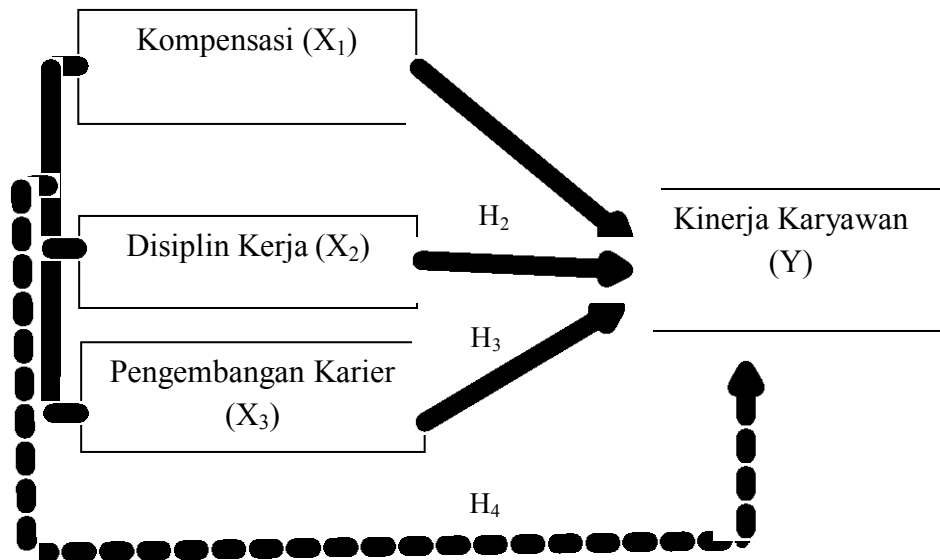 Kompensasi (X₁)
H₂
Disiplin Kerja (X₂)
Kinerja Karyawan
(Y)
H₃
Pengembangan Karier
(X₃)
H₄